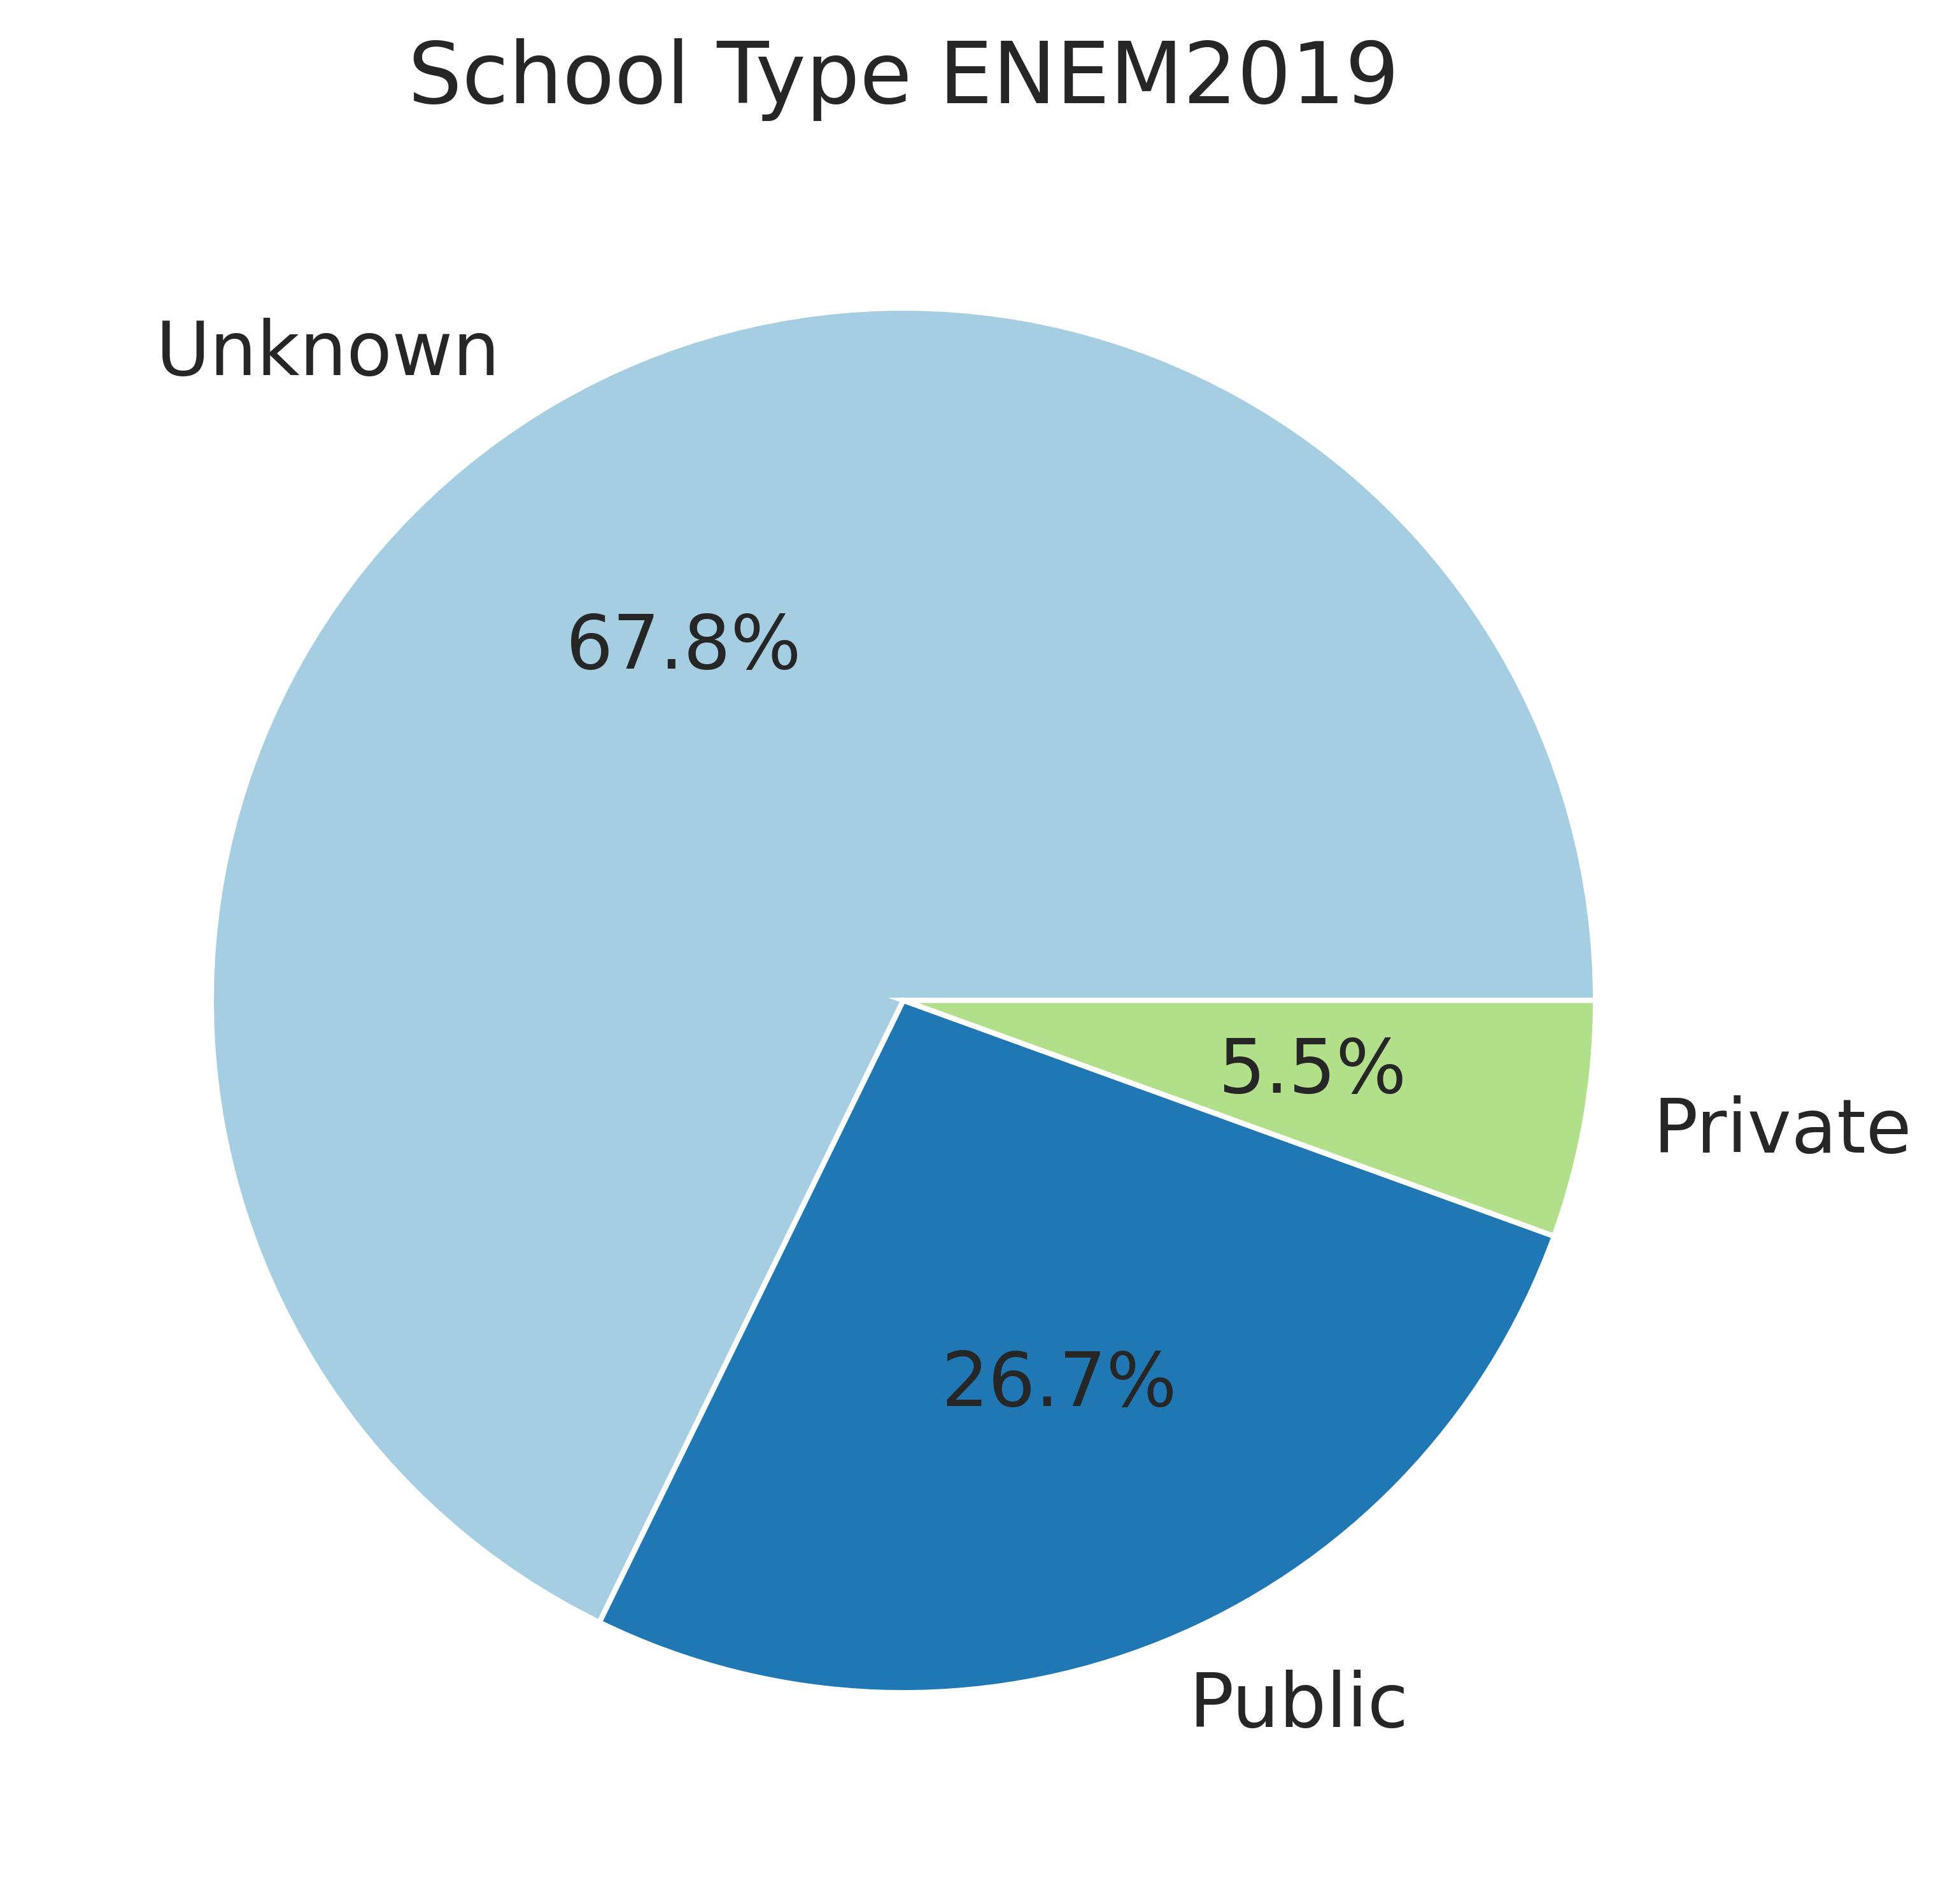 School Type ENEM2019
Unknown
67.8%
5.5%
Private
26.7%
Public